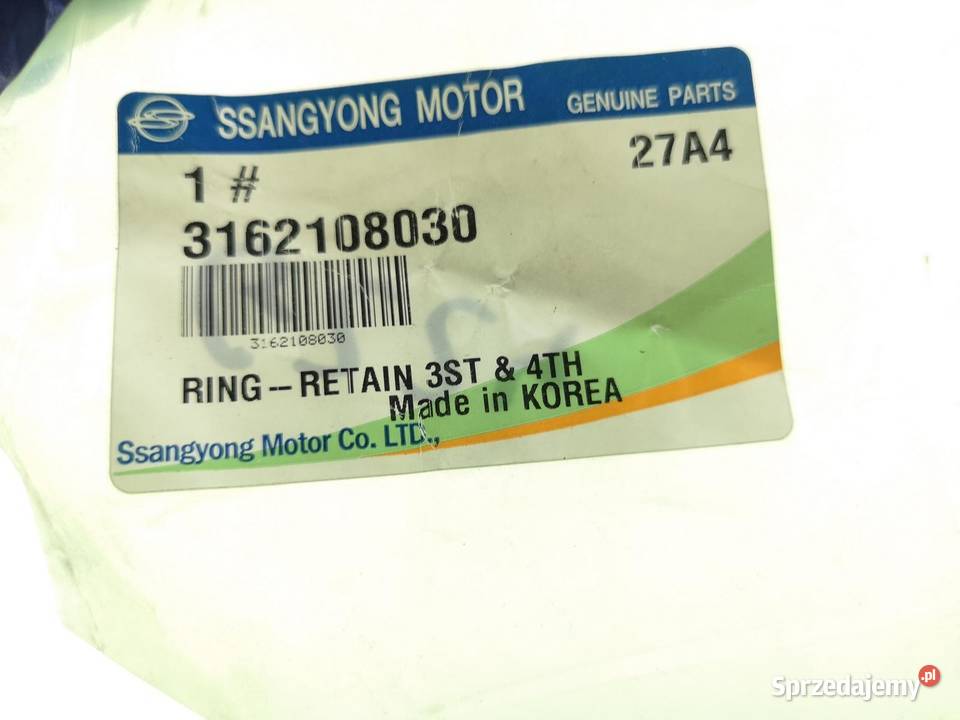 SSANGYONG MOTOR GENUINE PARTS
1 # 27A4
3162108030
3162108030
RING-- RETAIN 3ST & 4TH
Made in KOREA
Ssangyong Motor Co. LTD.,
Sprzedajemy.pl